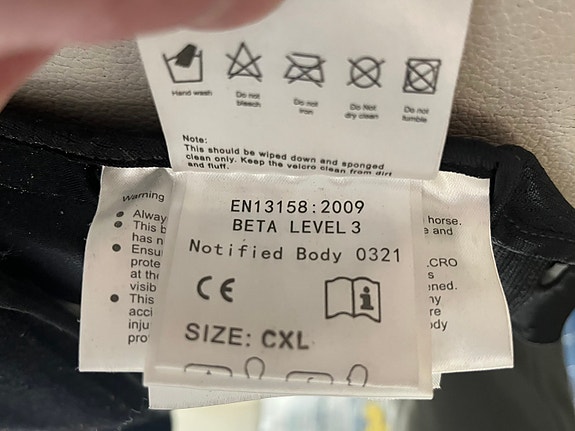 Hand wash
Do not bleach
Do not iron
Do Not dry clean
Do not tumble
Note:
This should be wiped down and sponged
clean only. Keep the velcro clean from dirt
and fluff.
EN13158:2009
BETA LEVEL 3
Notified Body 0321
CE
SIZE: CXL
Warning
• Alway
• This b
has n
• Ensu
prote
at the
visib
• This
acci
inju
pro
horse.
e and
CRO
s
ened.
ny
re
ody